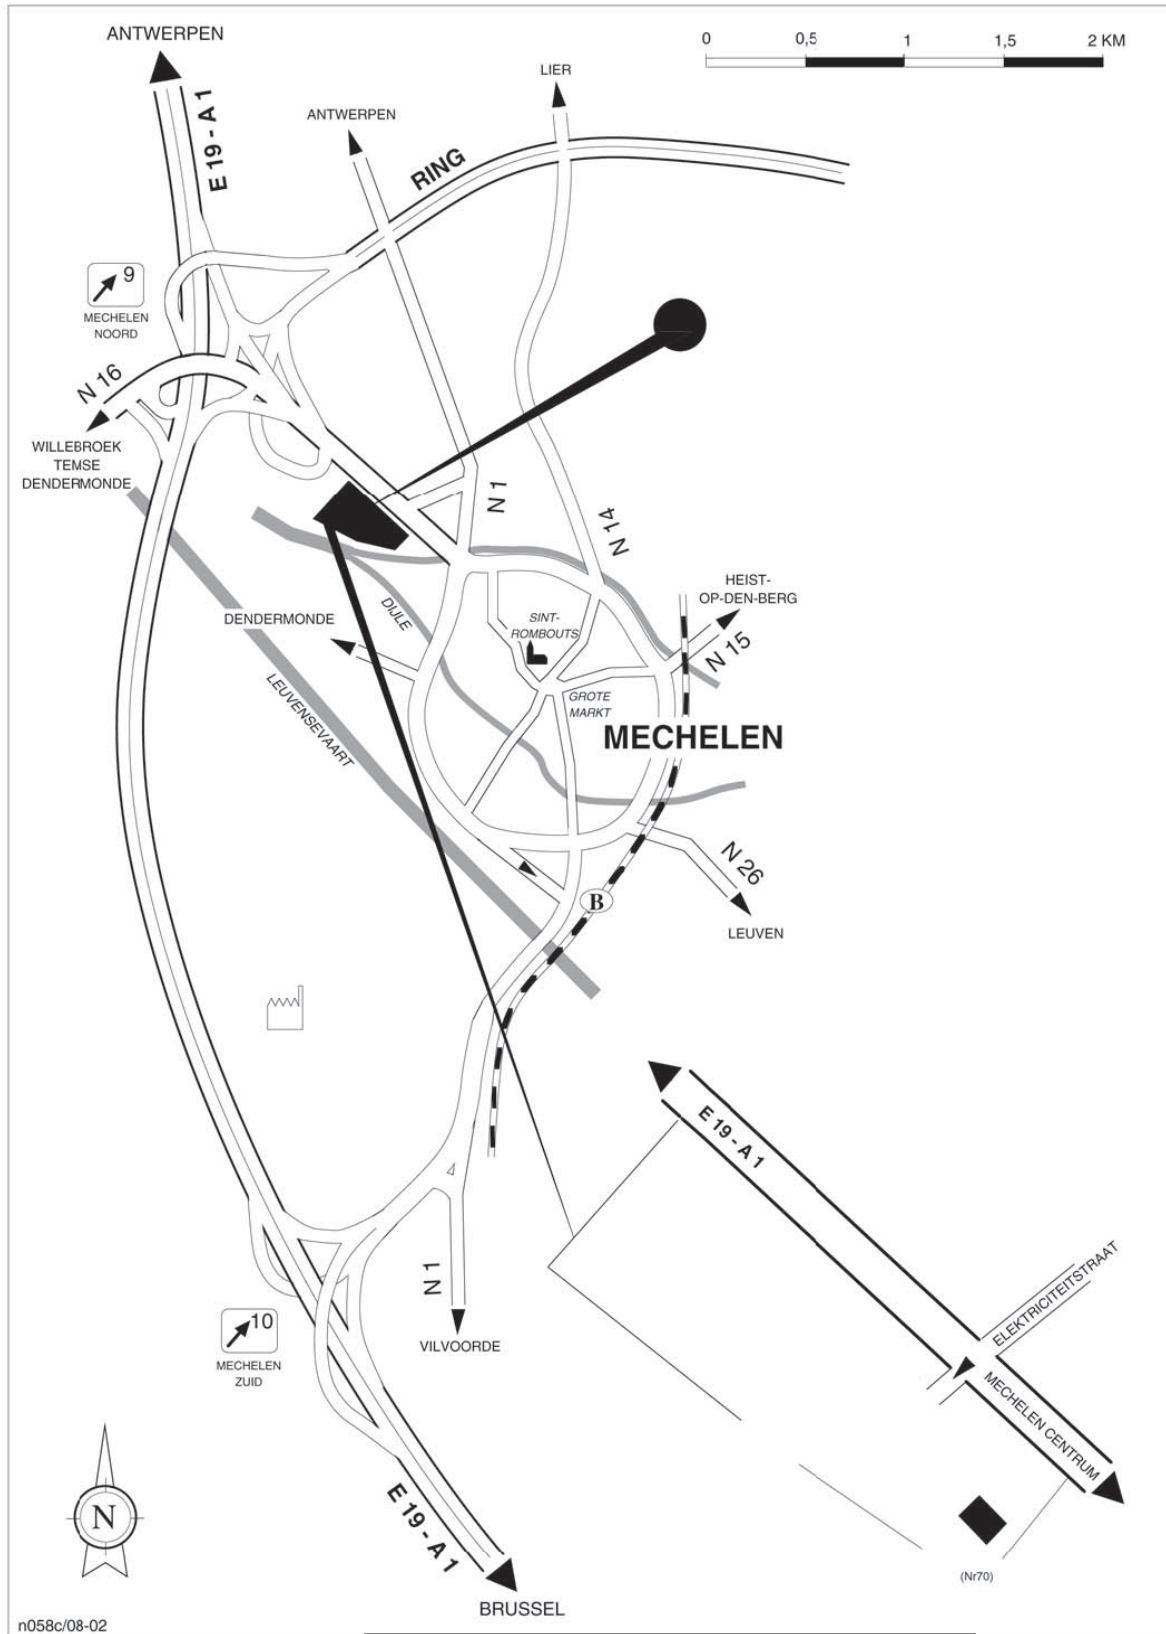 ANTWERPEN
0 0,5 1 1,5 2 KM
LIER
E 19 - A 1
ANTWERPEN
RING
9
MECHELEN
NOORD
N 16
WILLEBROEK
TEMSE
DENDERMONDE
N 1
N 14
HEIST-
OP-DEN-BERG
DIJLE
DENDERMONDE
SINT-
ROMBOUTS
N 15
LEUVENSEVAART
GROTE
MARKT
MECHELEN
N 26
B
LEUVEN
E 19 - A 1
N 1
ELEKTRICITEITSTRAAT
10
VILVOORDE
MECHELEN
ZUID
MECHELEN CENTRUM
N
E 19 - A 1
(Nr70)
BRUSSEL
n058c/08-02